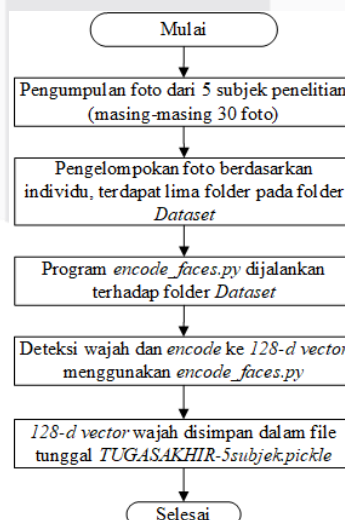 Mulai
Pengumpulan foto dari 5 subjek penelitian
(masing-masing 30 foto)
Pengelompokan foto berdasarkan
individu, terdapat lima folder pada folder
Dataset
Program encode_faces.py dijalankan
terhadap folder Dataset
Deteksi wajah dan encode ke 128-d vector
menggunakan encode_faces.py
128-d vector wajah disimpan dalam file
tunggal TUGASAKHIR-5subjek.pickle
Selesai